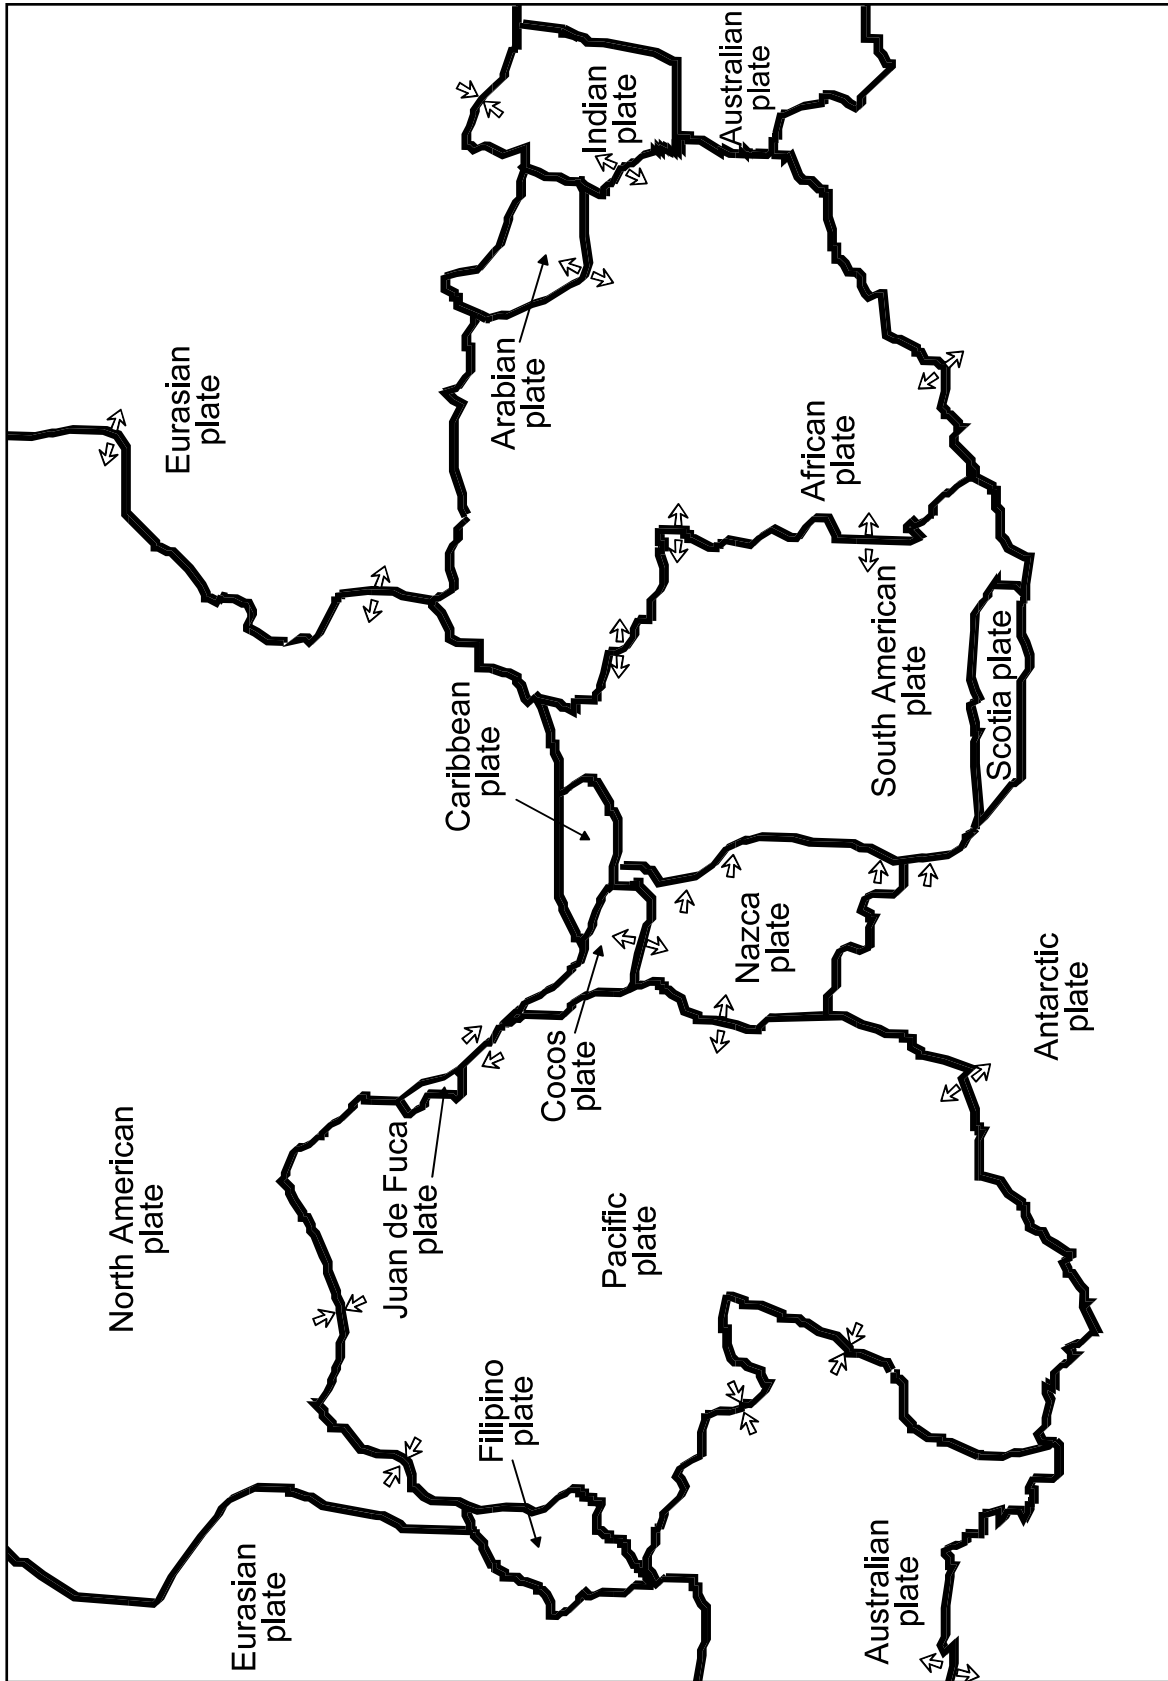 Eurasian
plate
North American
plate
Eurasian
plate
Filipino
plate
Juan de Fuca
plate
Caribbean
plate
Arabian
plate
Indian
plate
Cocos
plate
Pacific
plate
Nazca
plate
South American
plate
African
plate
Australian
plate
Australian
plate
Scotia plate
Antarctic
plate